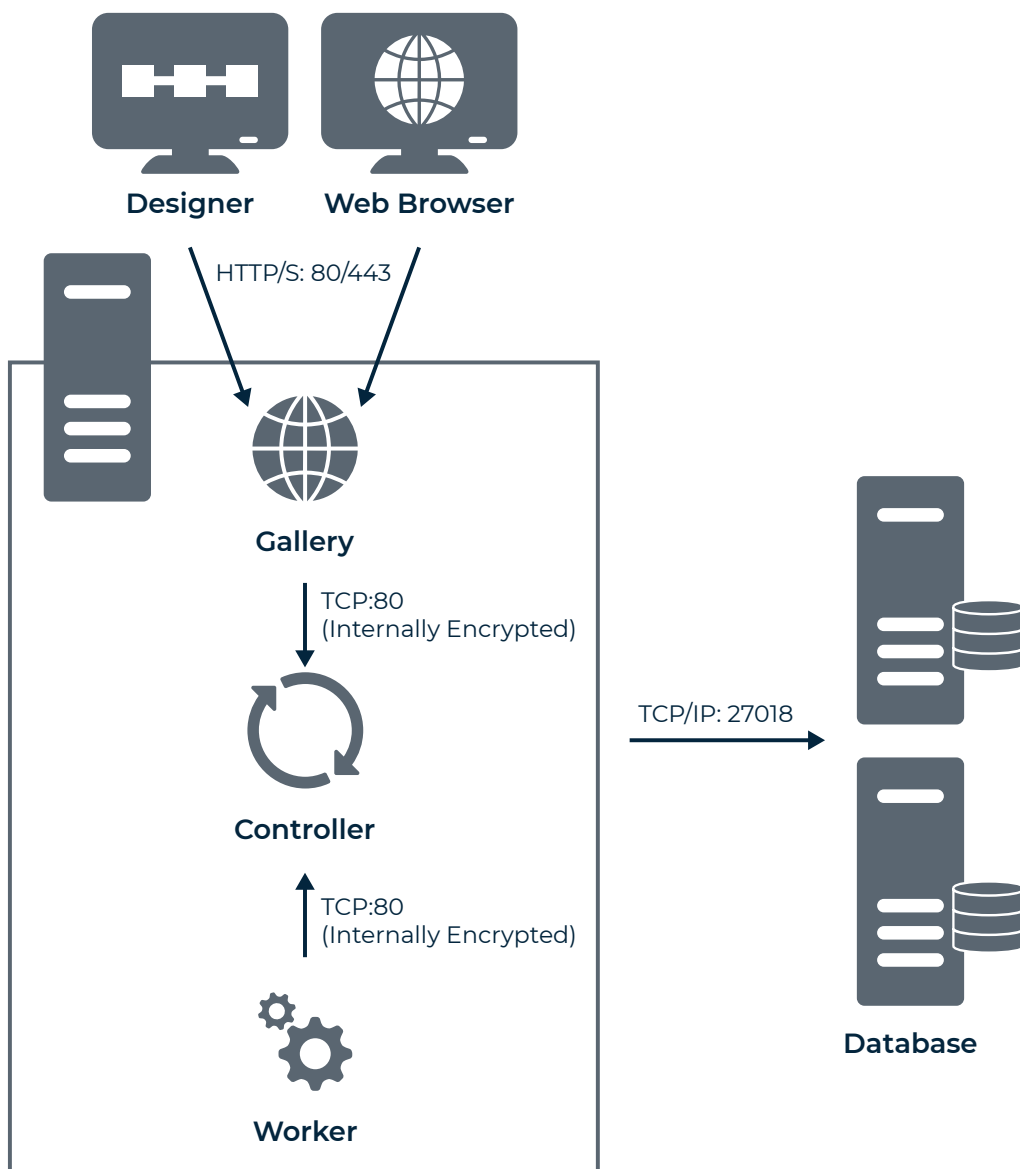 Designer
Web Browser
HTTP/S: 80/443
Gallery
TCP:80
(Internally Encrypted)
TCP/IP: 27018
Controller
TCP:80
(Internally Encrypted)
Database
Worker